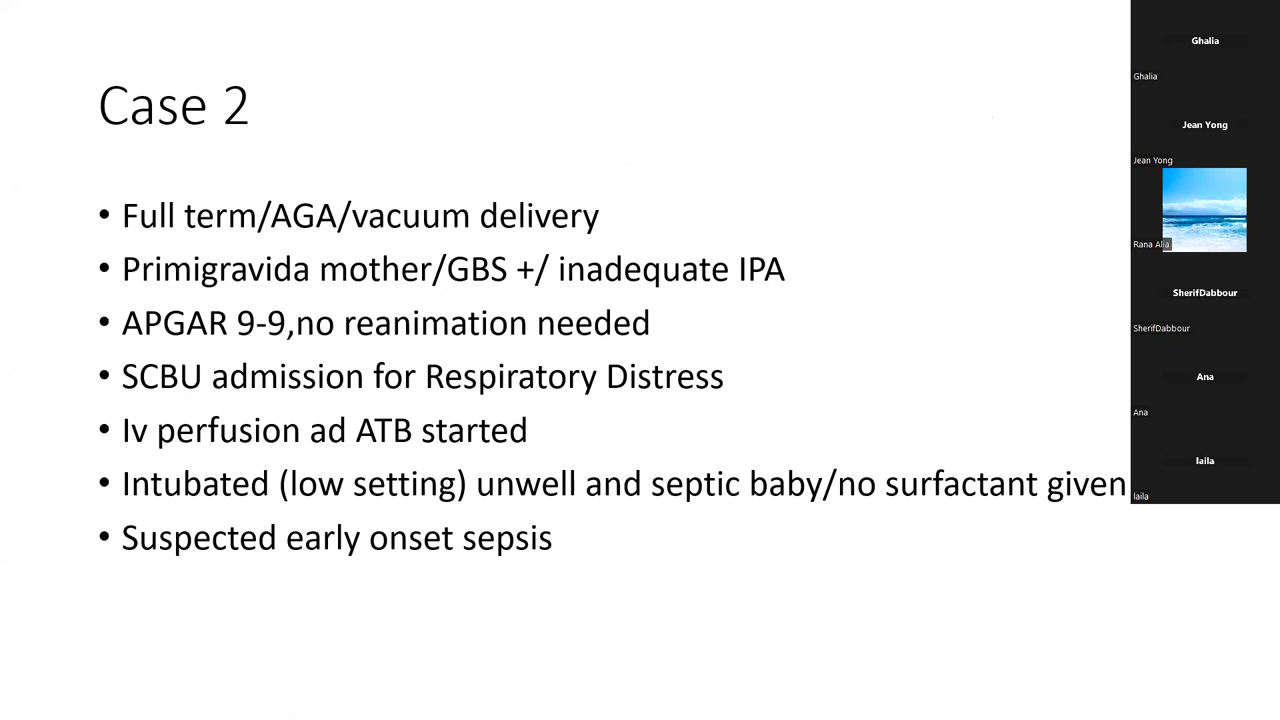 Case 2
• Full term/AGA/vacuum delivery
• Primigravida mother/GBS +/ inadequate IPA
• APGAR 9-9,no reanimation needed
• SCBU admission for Respiratory Distress
• Iv perfusion ad ATB started
• Intubated (low setting) unwell and septic baby/no surfactant given
• Suspected early onset sepsis
Ghalia
Ghalia
Jean Yong
Jean Yong
Rana Alia
SherifDabbour
SherifDabbour
Ana
Ana
laila
laila